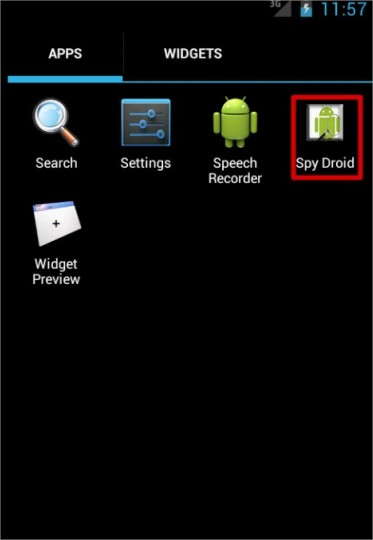 3G 11:57
APPS WIDGETS
Search Settings Speech Recorder Spy Droid
Widget Preview